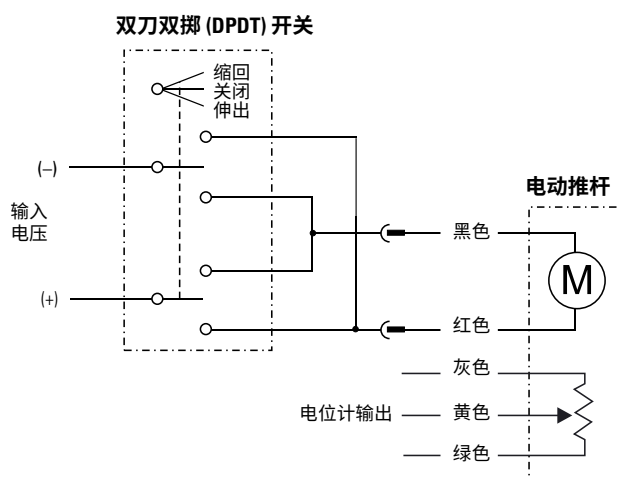 双刀双掷 (DPDT) 开关
缩回
关闭
伸出
(–)
输入
电压
(+)
电动推杆
黑色
M
红色
灰色
电位计输出
黄色
绿色